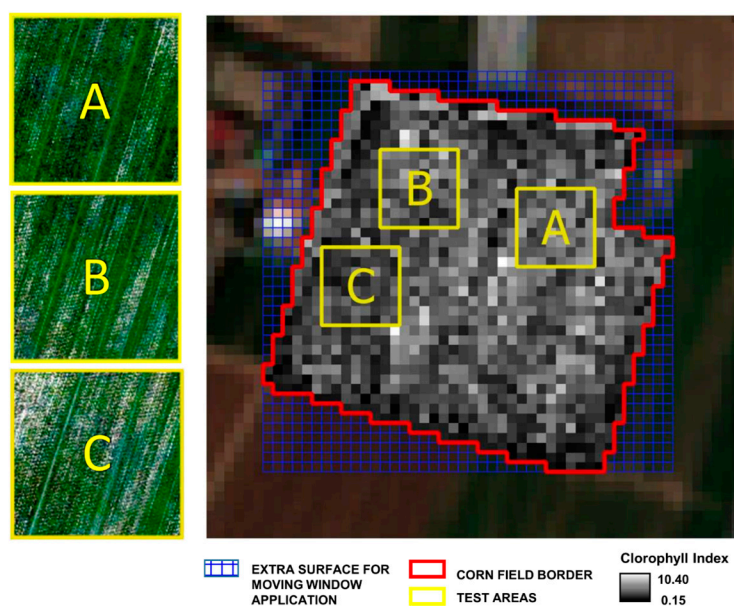 A
B
C
A
B
C
EXTRA SURFACE FOR
MOVING WINDOW
APPLICATION
CORN FIELD BORDER
TEST AREAS
Clorophyll Index
10.40
0.15